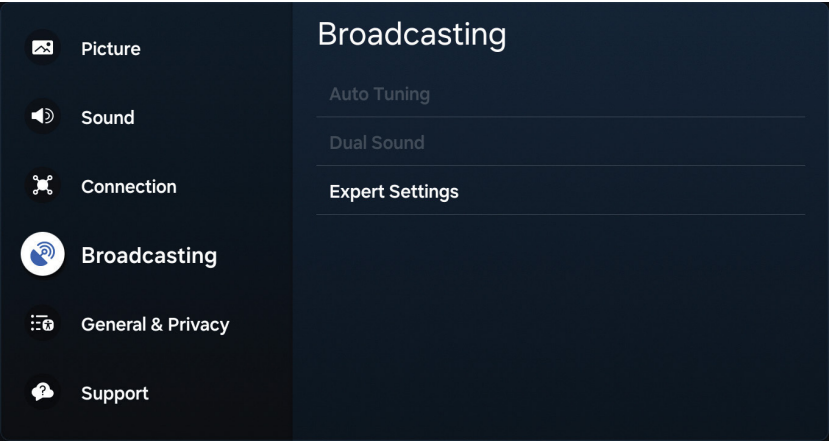 Picture
Sound
Connection
Broadcasting
General & Privacy
Support
Broadcasting
Auto Tuning
Dual Sound
Expert Settings